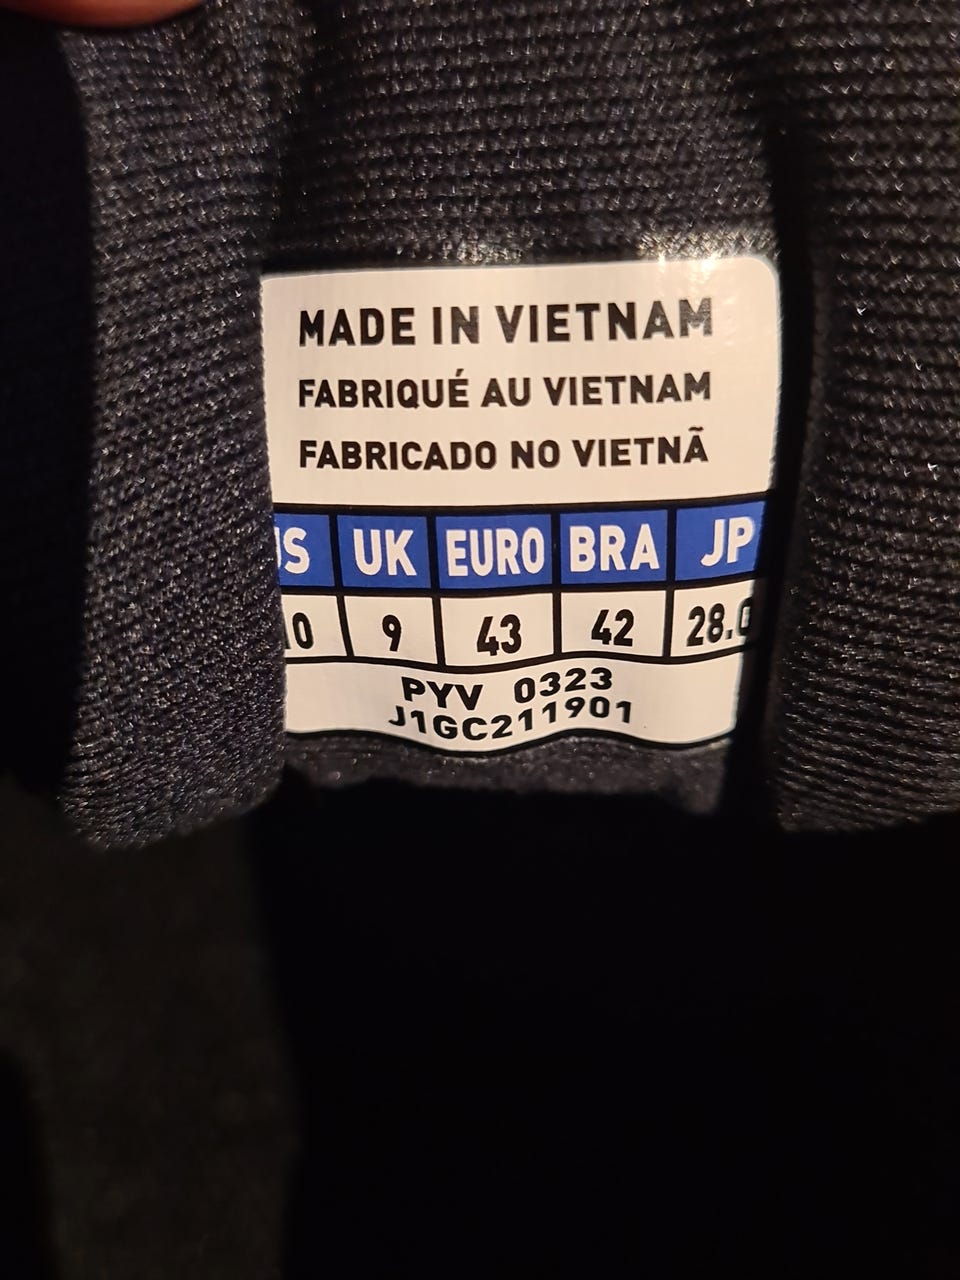 MADE IN VIETNAM
FABRIQUÉ AU VIETNAM
FABRICADO NO VIETNÃ
UK EURO BRA JP
9 43 42
PYV 0323
J1GC211901